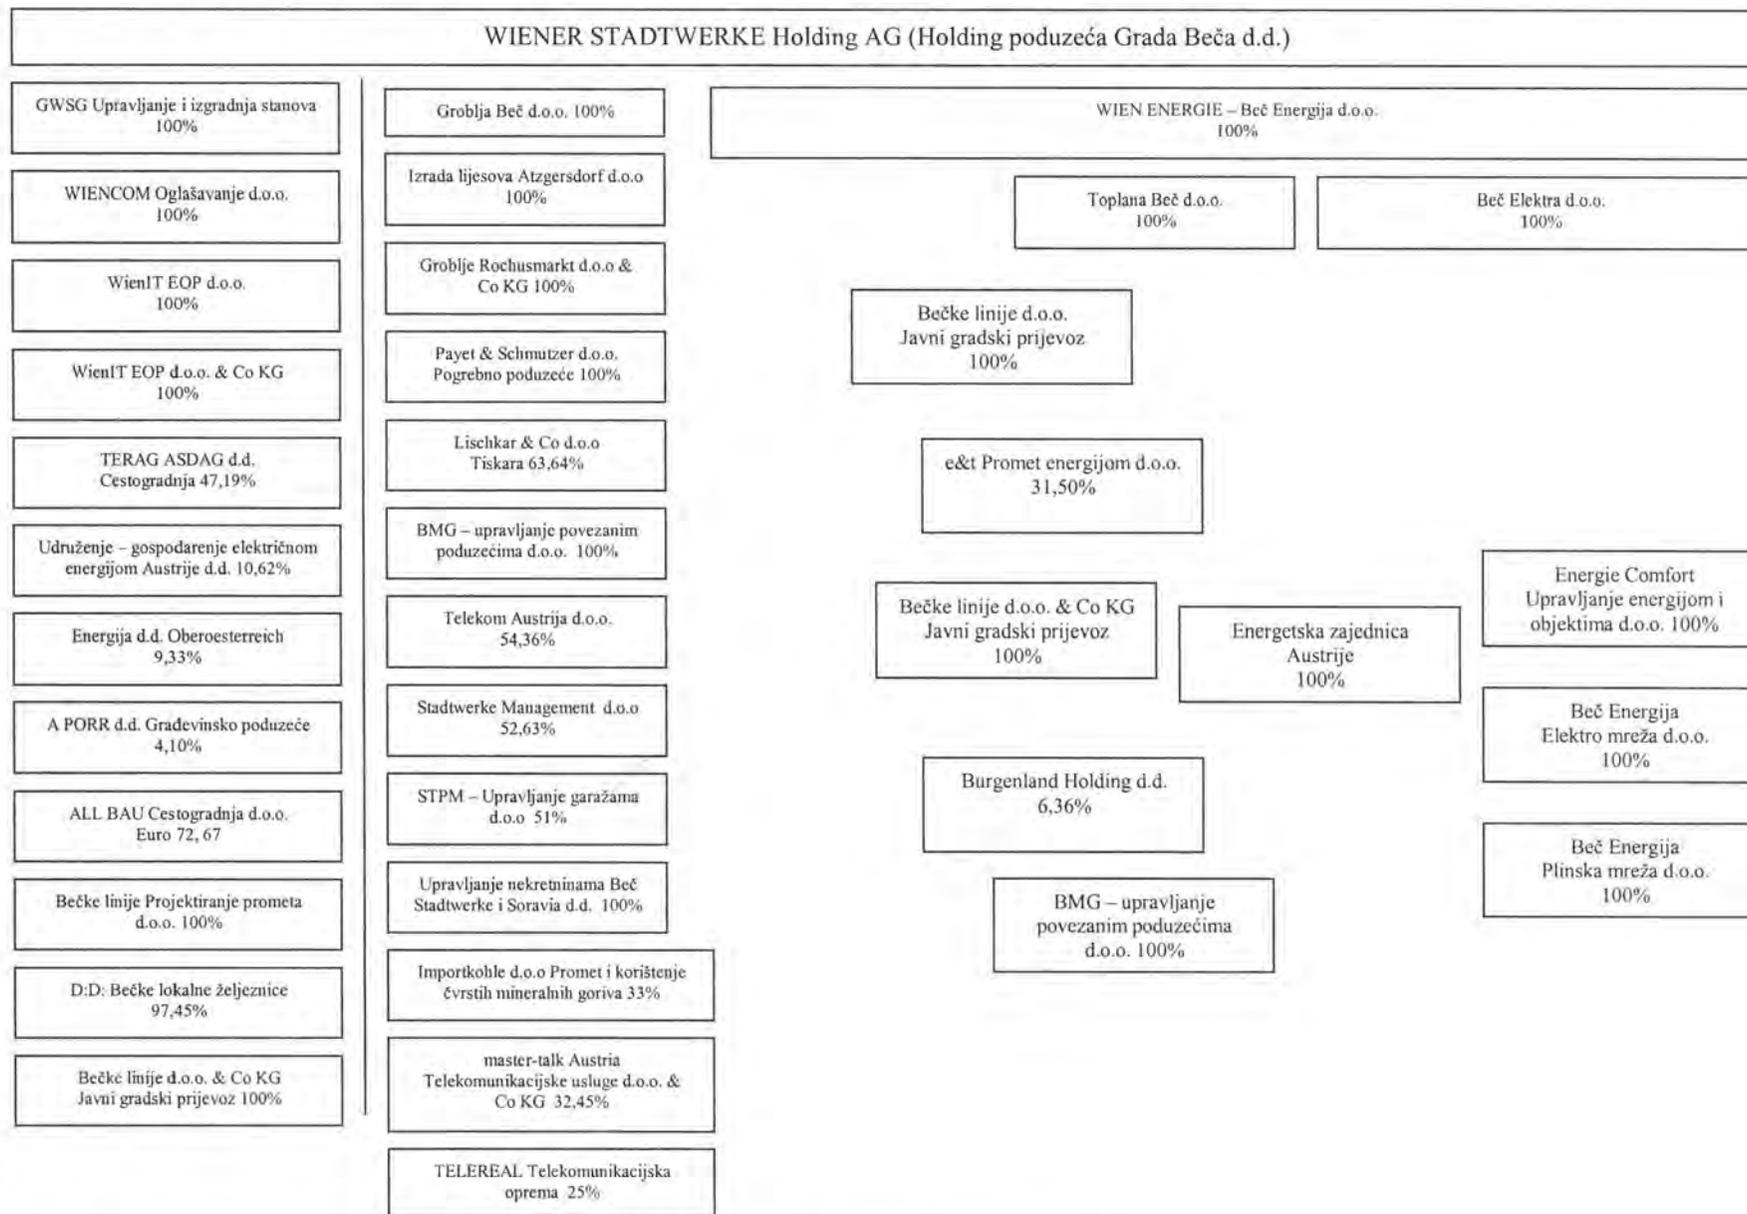 WIENER STADTWERKE Holding AG (Holding poduzeća Grada Beča d.d.)
GWSG Upravljanje i izgradnja stanova
100%
WIENCOM Oglašavanje d.o.o.
100%
WienIT EOP d.o.o.
100%
WienIT EOP d.o.o. & Co KG
100%
TERAG ASDAG d.d.
Cestogradnja 47,19%
Udruženje – gospodarenje električnom
energijom Austrije d.d. 10,62%
Energija d.d. Oberoesterreich
9,33%
A PORR d.d. Građevinsko poduzeće
4,10%
ALL BAU Cestogradnja d.o.o.
Euro 72, 67
Bečke linije Projektiranje prometa
d.o.o. 100%
D:D: Bečke lokalne željeznice
97,45%
Bečke linije d.o.o. & Co KG
Javni gradski prijevoz 100%
Groblja Beč d.o.o. 100%
Izrada lijesova Atzgersdorf d.o.o
100%
Groblje Rochusmarkt d.o.o &
Co KG 100%
Payet & Schmutzer d.o.o.
Pogrebno poduzeće 100%
Lischkar & Co d.o.o
Tiskara 63,64%
BMG – upravljanje povezanim
poduzećima d.o.o. 100%
Telekom Austrija d.o.o.
54,36%
Stadtwerke Management d.o.o
52,63%
STPM – Upravljanje garažama
d.o.o 51%
Upravljanje nekretninama Beč
Stadtwerke i Soravia d.d. 100%
Importkohle d.o.o Promet i korištenje
čvrstih mineralnih goriva 33%
master-talk Austria
Telekomunikacijske usluge d.o.o. &
Co KG 32,45%
TELEREAL Telekomunikacijska
oprema 25%
WIEN ENERGIE – Beč Energija d.o.o.
100%
Toplana Beč d.o.o.
100%
Beč Elektra d.o.o.
100%
Bečke linije d.o.o.
Javni gradski prijevoz
100%
e&t Promet energijom d.o.o.
31,50%
Bečke linije d.o.o. & Co KG
Javni gradski prijevoz
100%
Energetska zajednica
Austrije
100%
Energie Comfort
Upravljanje energijom i
objektima d.o.o. 100%
Beč Energija
Elektro mreža d.o.o.
100%
Burgenland Holding d.d.
6,36%
Beč Energija
Plinska mreža d.o.o.
100%
BMG – upravljanje
povezanim poduzećima
d.o.o. 100%